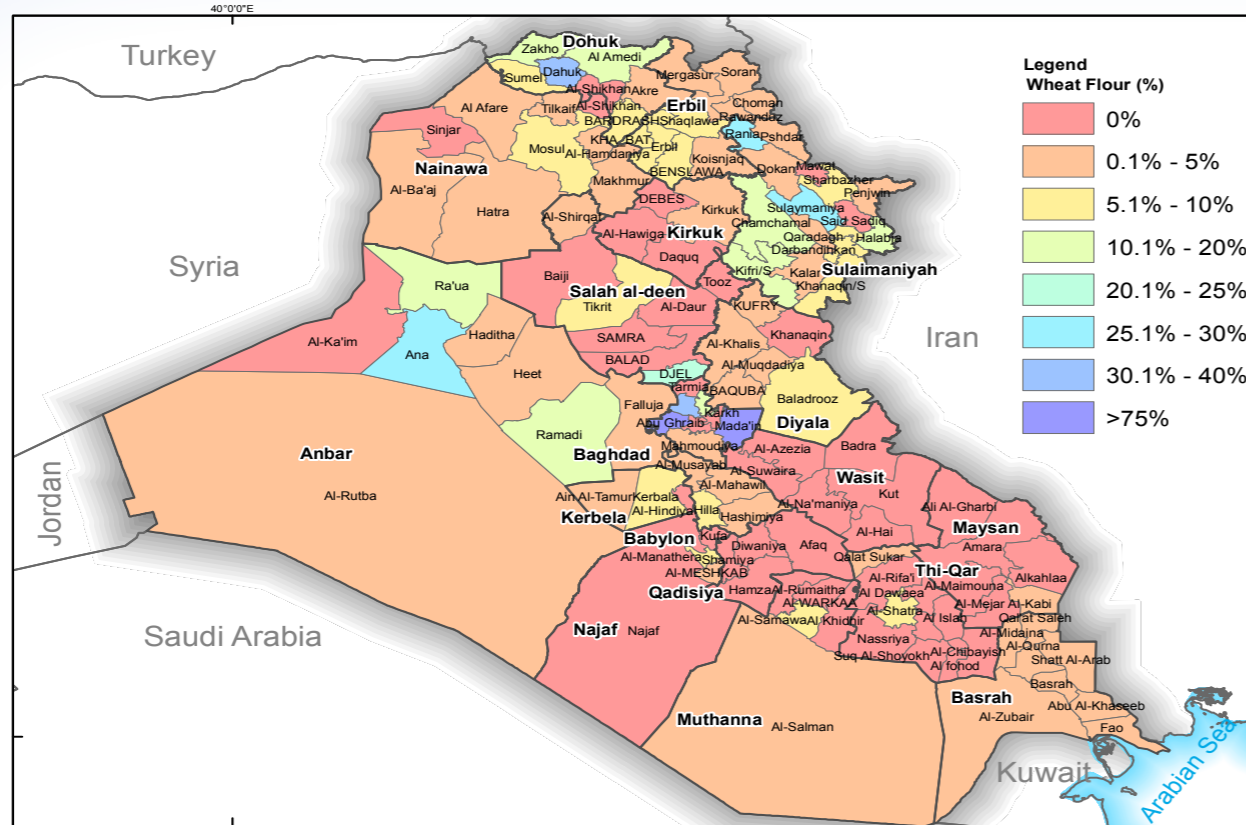 40°0'0"E
Turkey
Syria
Jordan
Saudi Arabia
Iran
Kuwait
Arabian Sea
Legend
Wheat Flour (%)
0%
0.1% - 5%
5.1% - 10%
10.1% - 20%
20.1% - 25%
25.1% - 30%
30.1% - 40%
>75%
Dohuk
Zakho
Al Amedi
Sumel
Dahuk
Al-Shikhan
Akre
Mergasur
Soran
Al Afare
Tilkaif
Al-Shikhan
Erbil
Choman
Rawanduz
BARDRASH
Shaqlawa
Sinjar
Rania
Pshdar
Mosul
KHA_BAT
Erbil
Al-Hamdaniya
Koisnjaq
Nainawa
BENSLAWA
Dokan
Mawat
Sharbazher
Al-Ba'aj
Makhmur
Penjwin
DEBES
Hatra
Al-Shirqat
Kirkuk
Sulaymaniya
Chamchamal
Said Sadiq
Al-Hawiga
Kirkuk
Qaradagh
Halabja
Darbandihkan
Daquq
Sulaimaniyah
Kifri/S
Kalar
Baiji
Tooz
Khanaqin/S
Ra'ua
Salah al-deen
Tikrit
Al-Daur
KUFRY
Haditha
SAMRA
Khanaqin
Al-Ka'im
Al-Khalis
Ana
BALAD
Al-Muqdadiya
Heet
DJEL
Tarmia
BAQUBA
Baladrooz
Falluja
Karkh
Abu Ghraib
Mada'in
Diyala
Ramadi
Mahmoudiya
Al-Azezia
Badra
Anbar
Baghdad
Al-Musayab
Al-Suwaira
Wasit
Al-Rutba
Ain Al-Tamur
Kerbala
Al-Mahawil
Kut
Al-Hindiya
Hilla
Al-Na'maniya
Ali Al-Gharbi
Kerbela
Hashimiya
Maysan
Babylon
Kufa
Diwaniya
Afaq
Al-Hai
Amara
Al-Manathera
Shamiya
Qalat Sukar
Al-MESHKAB
Thi-Qar
Qadisiya
Hamza
Al-Rumaitha
Al-Rifa'i
Al-Maimouna
Alkahlaa
Al-WARKAA
Al Dawaea
Al-Mejar Al-Kabi
Al-Samawa
Al Khidhir
Al-Shatra
Al Islah
Qal'at Saleh
Najaf
Najaf
Nassriya
Al-Midajna
Al-Qurna
Suq Al-Shoyokh
Al-Chibayish
Al fohod
Shatt Al-Arab
Muthanna
Al-Salman
Basrah
Basrah
Abu Al-Khaseeb
Al-Zubair
Fao